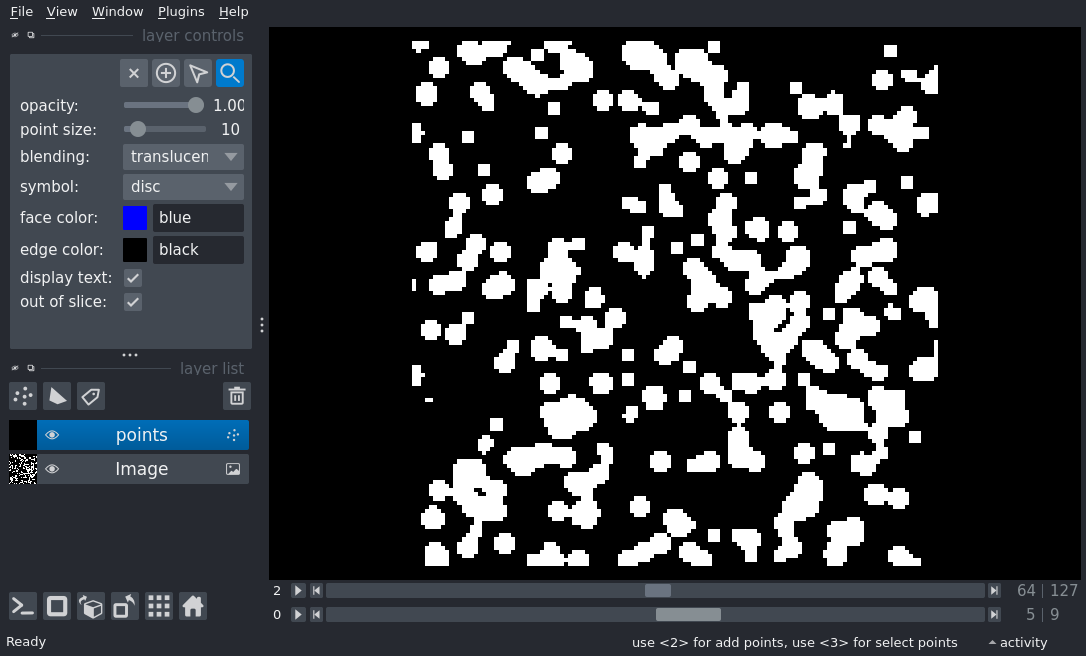 File View Window Plugins Help
layer controls
opacity: 1.00
point size: 10
blending: translucen
symbol: disc
face color: blue
edge color: black
display text:
out of slice:
layer list
points
Image
2 64 127
0 5 9
Ready use <2> for add points, use <3> for select points activity